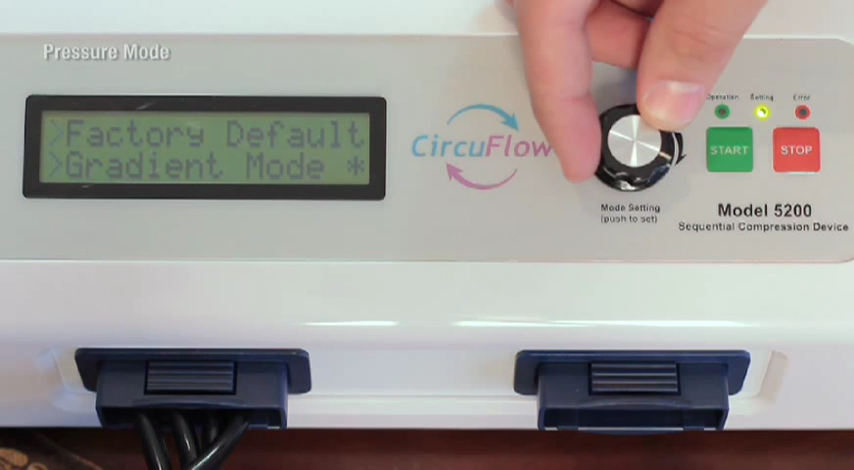 Pressure Mode
>Factory Default
>Gradient Mode *
CircuFlow
Mode Setting
(push to set)
Operation
Setting
Error
START
STOP
Model 5200
Sequential Compression Device